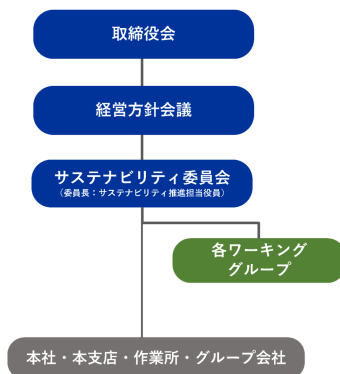 取締役会
経営方針会議
サステナビリティ委員会
（委員長：サステナビリティ推進担当役員）
各ワーキング
グループ
本社・本支店・作業所・グループ会社